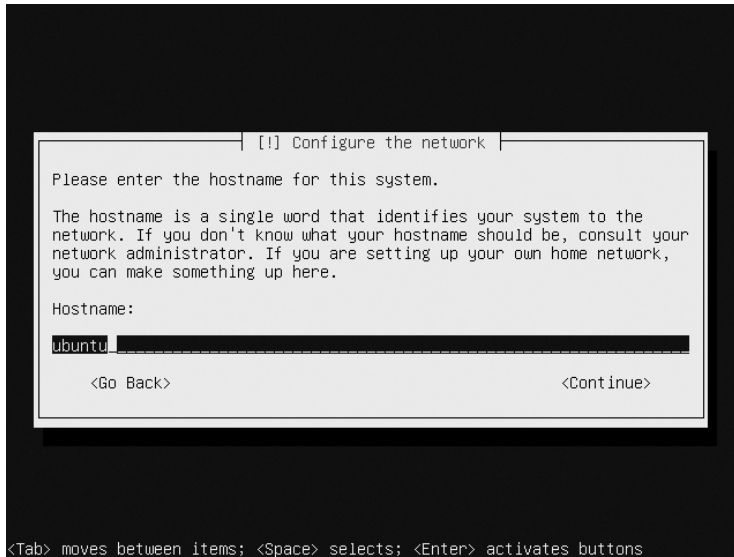 [!] Configure the network
Please enter the hostname for this system.
The hostname is a single word that identifies your system to the
network. If you don't know what your hostname should be, consult your
network administrator. If you are setting up your own home network,
you can make something up here.
Hostname:
ubuntu
<Go Back> <Continue>
<Tab> moves between items; <Space> selects; <Enter> activates buttons